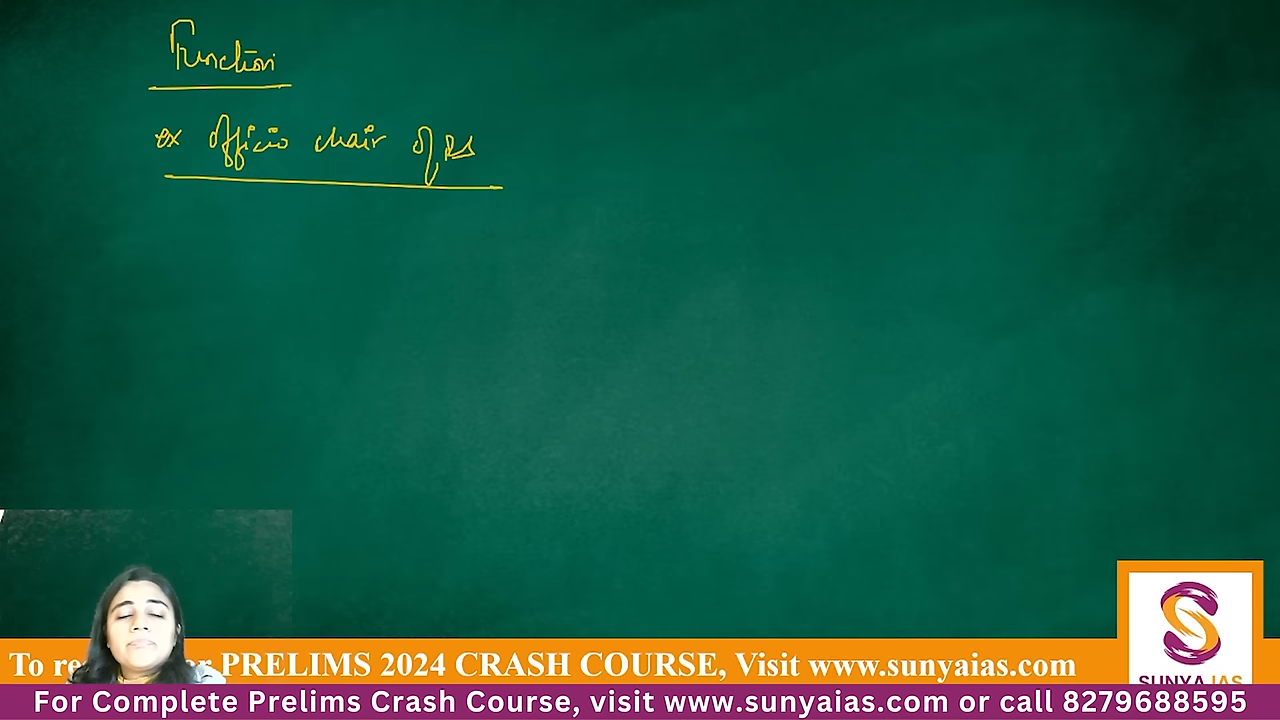 Function
ex officio chair of RS
To re r PRELIMS 2024 CRASH COURSE, Visit www.sunyaias.com
SUNYA IAS
For Complete Prelims Crash Course, visit www.sunyaias.com or call 8279688595